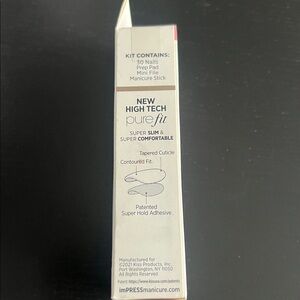 KIT CONTAINS:
30 Nails
Prep Pad
Mini File
Manicure Stick
NEW
HIGH TECH
purefit
SUPER SLIM &
SUPER COMFORTABLE
Tapered Cuticle
Contoured Fit
Patented
Super Hold Adhesive
Manufactured for
©2021 Kiss Products, Inc.
Port Washington, NY 11050
All Rights Reserved
imPRESSmanicure.com